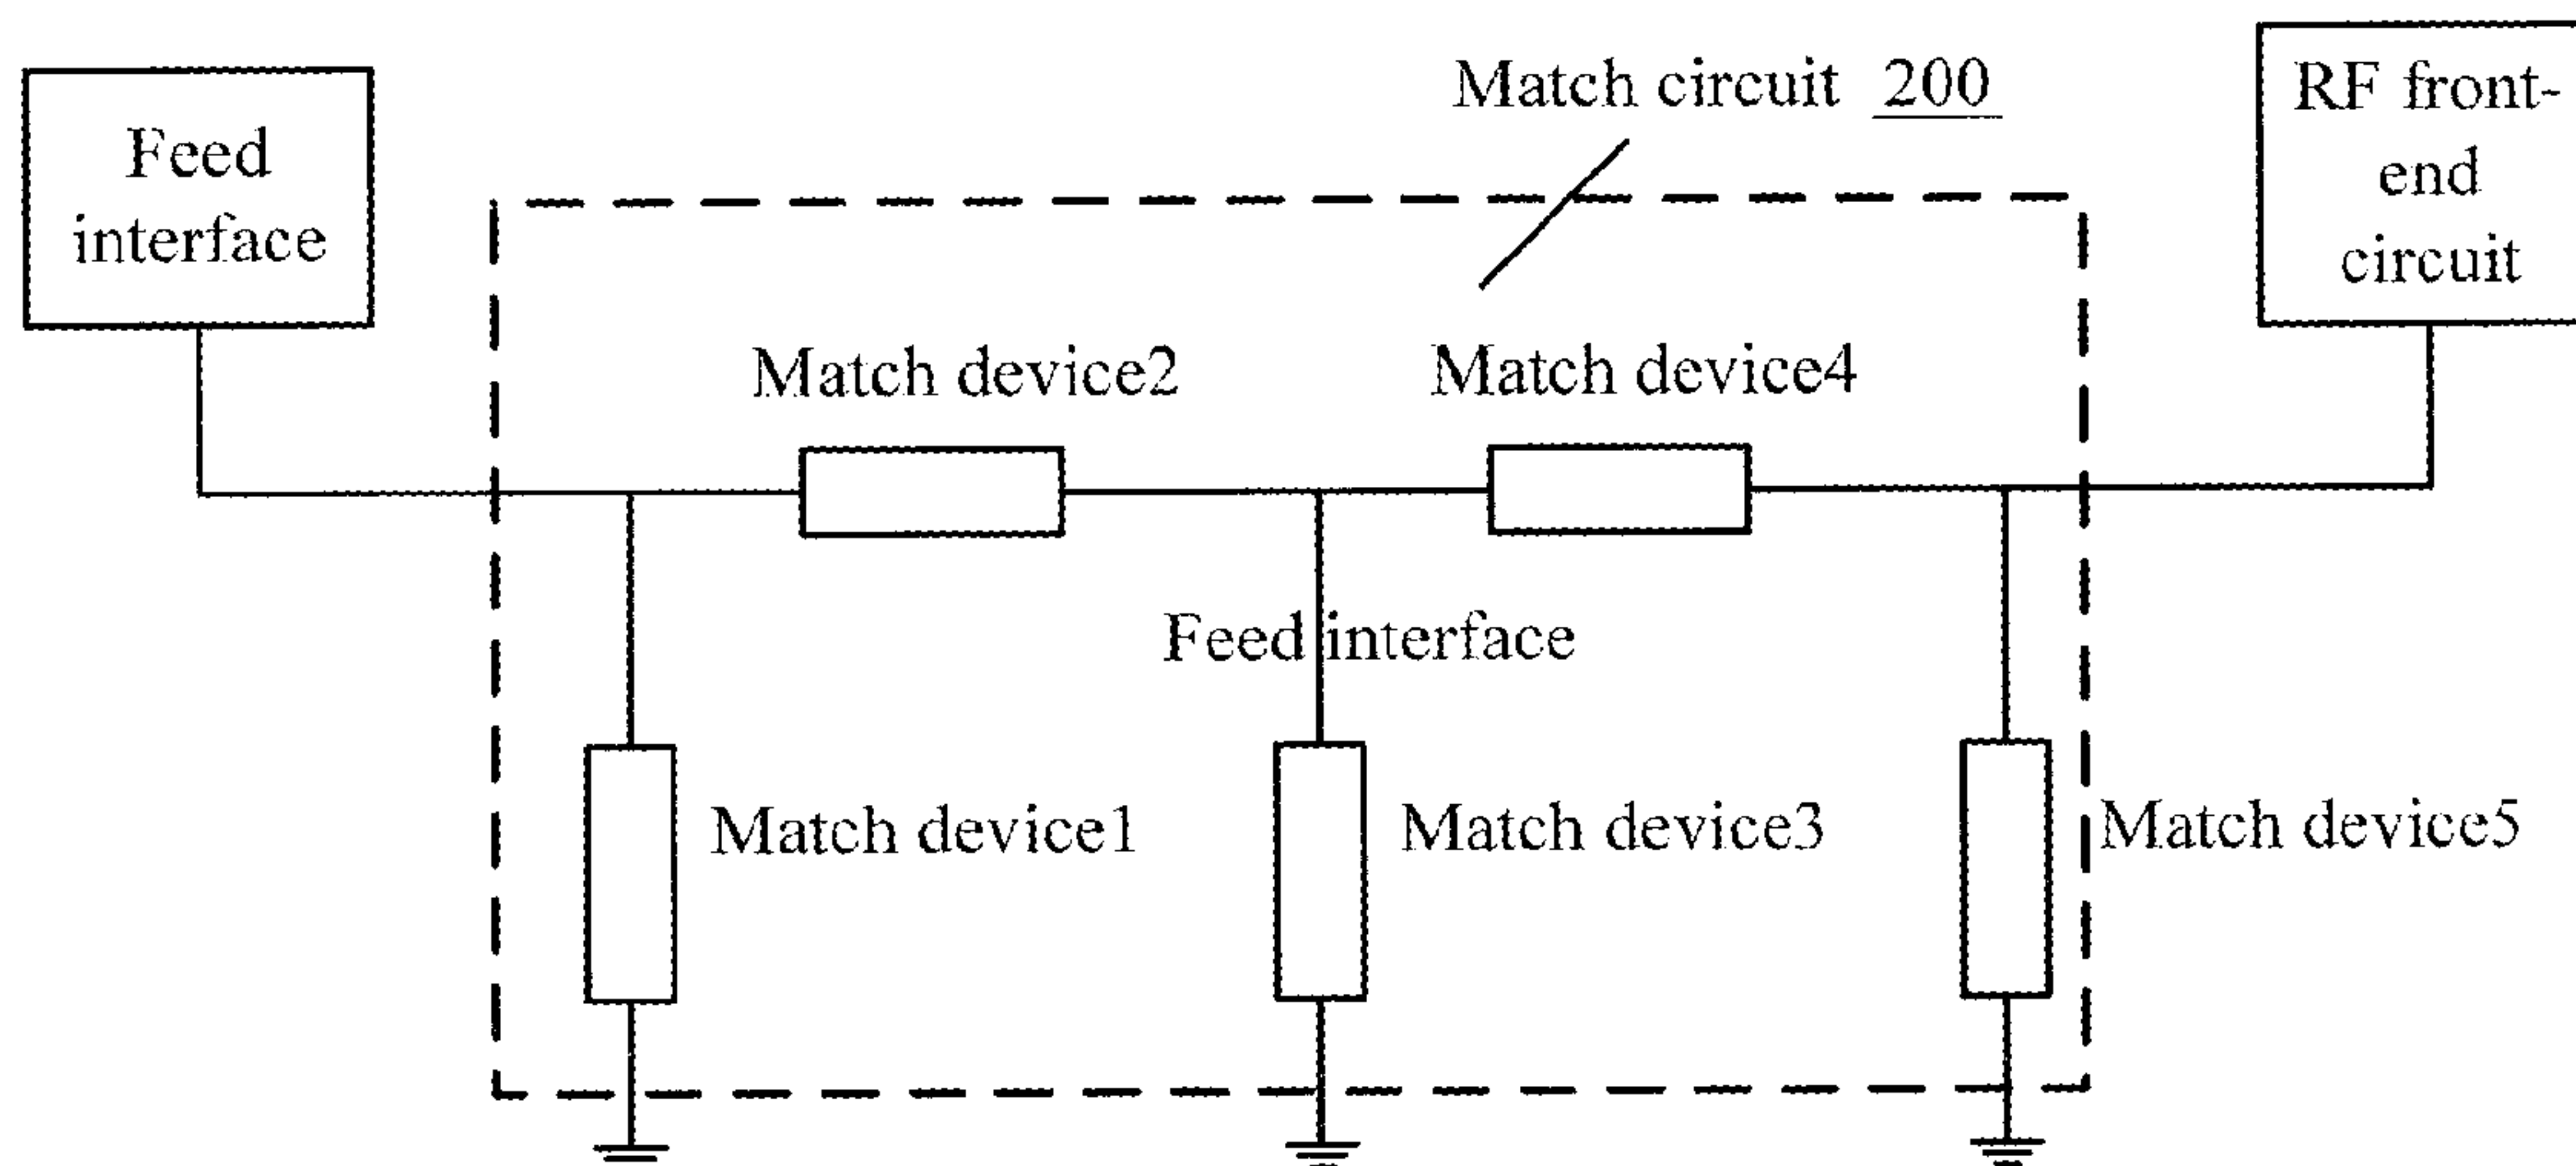 Match circuit 200
Feed
interface
RF front-
end
circuit
Match device2
Match device4
Feed interface
Match device1
Match device3
Match device5